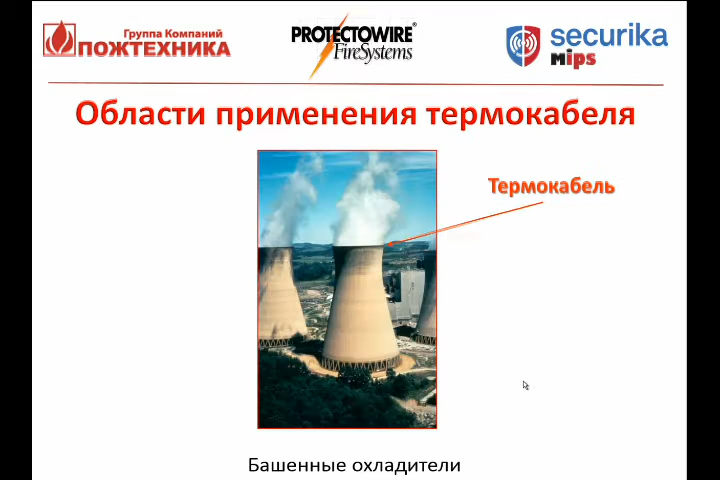 Группа Компаний
ПОЖТЕХНИКА
PROTECTOWIRE®
FireSystems
securika
MIPS
Области применения термокабеля
Термокабель
Башенные охладители